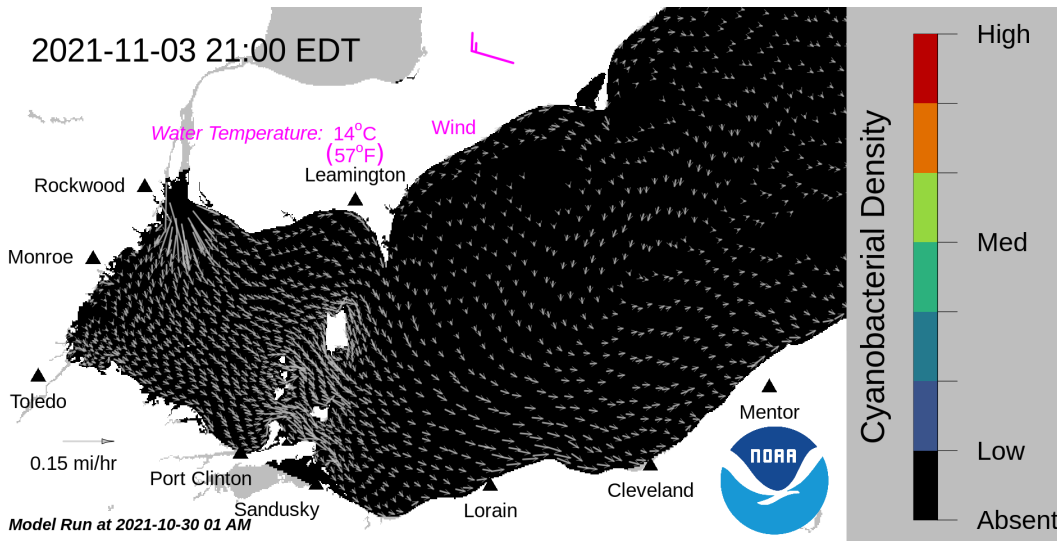 2021-11-03 21:00 EDT
High
Water Temperature: 14°C
(57°F)
Wind
Leamington
Rockwood
Cyanobacterial Density
Med
Monroe
Toledo
Mentor
NOAA
0.15 mi/hr
Port Clinton
Sandusky
Lorain
Cleveland
Low
Model Run at 2021-10-30 01 AM
Absent